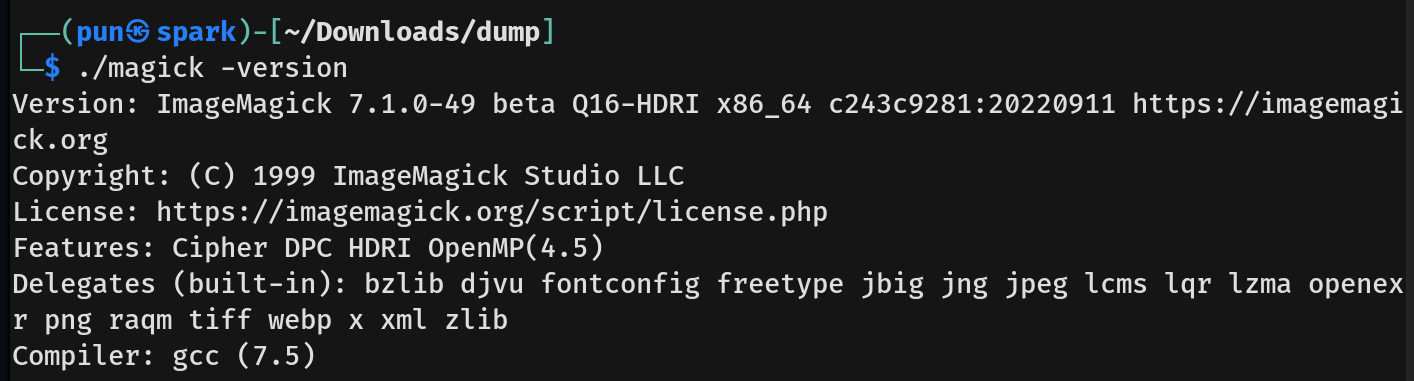 ┌──(pun㉿spark)-[~/Downloads/dump]
└─$ ./magick -version
Version: ImageMagick 7.1.0-49 beta Q16-HDRI x86_64 c243c9281:20220911 https://imagemagi
ck.org
Copyright: (C) 1999 ImageMagick Studio LLC
License: https://imagemagick.org/script/license.php
Features: Cipher DPC HDRI OpenMP(4.5)
Delegates (built-in): bzlib djvu fontconfig freetype jbig jng jpeg lcms lqr lzma openex
r png raqm tiff webp x xml zlib
Compiler: gcc (7.5)